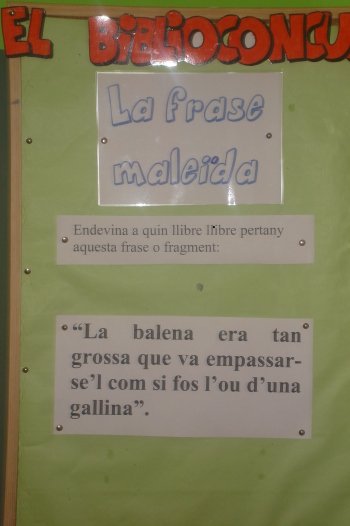 EL BIBLIOCONCU
La frase
maleïda
Endevina a quin llibre llibre pertany
aquesta frase o fragment:
“La balena era tan
grossa que va empassar-
se’l com si fos l’ou d’una
gallina”.